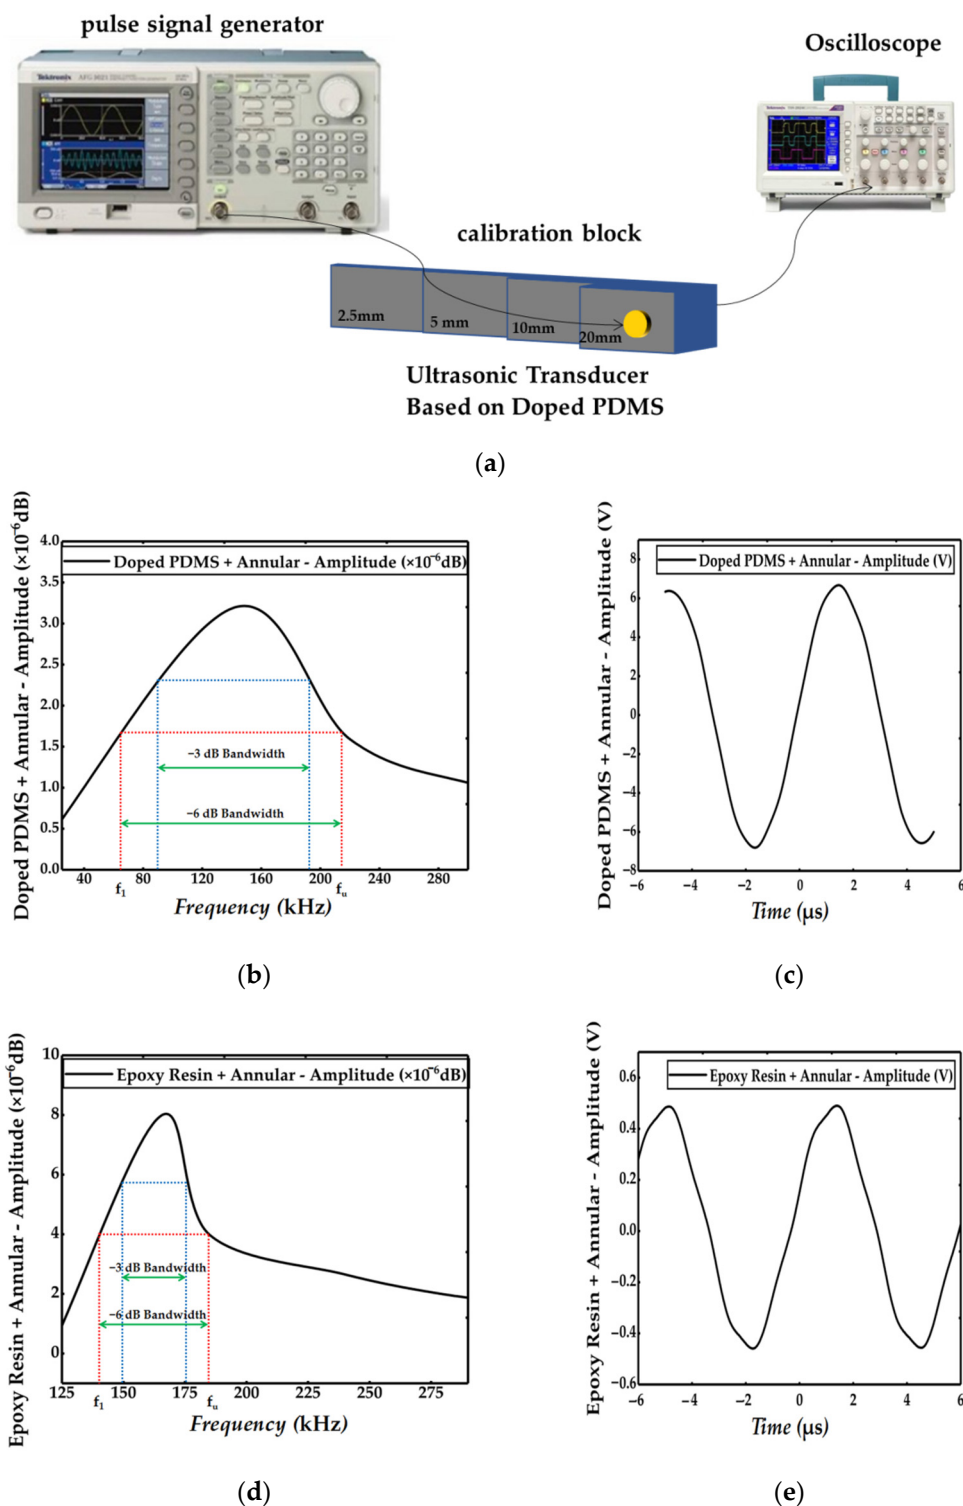 pulse signal generator
Oscilloscope
Tektronix
Tektronix
calibration block
2.5mm
5 mm
10mm
20mm
Ultrasonic Transducer
Based on Doped PDMS
(a)
Doped PDMS + Annular - Amplitude (×10⁻⁶dB)
4.0
3.5
3.0
2.5
2.0
1.5
1.0
0.5
0.0
Doped PDMS + Annular - Amplitude (×10⁻⁶dB)
−3 dB Bandwidth
−6 dB Bandwidth
40 80 120 160 200 240 280
f₁ fᵤ
Frequency (kHz)
(b)
Doped PDMS + Annular - Amplitude (V)
8
6
4
2
0
−2
−4
−6
−8
Doped PDMS + Annular - Amplitude (V)
−6 −4 −2 0 2 4 6
Time (μs)
(c)
Epoxy Resin + Annular - Amplitude (×10⁻⁶dB)
10
8
6
4
2
0
Epoxy Resin + Annular - Amplitude (×10⁻⁶dB)
−3 dB Bandwidth
−6 dB Bandwidth
125 150 175 200 225 250 275
f₁ fᵤ
Frequency (kHz)
(d)
Epoxy Resin + Annular - Amplitude (V)
0.6
0.4
0.2
0.0
−0.2
−0.4
−0.6
Epoxy Resin + Annular - Amplitude (V)
−6 −4 −2 0 2 4 6
Time (μs)
(e)